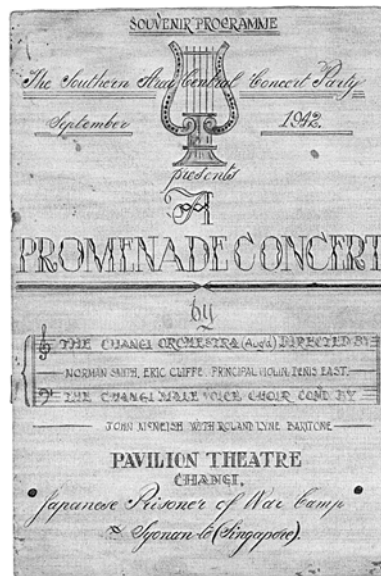 SOUVENIR PROGRAMME
The Southern Area Central Concert Party
September 1942.
presents
A
PROMENADE CONCERT
by
THE CHANGI ORCHESTRA (Aug'd) DIRECTED BY
NORMAN SMITH, ERIC CLIFFE. PRINCIPAL VIOLIN, DENIS EAST.
THE CHANGI MALE VOICE CHOIR COND BY
JOHN McNEISH WITH ROLAND LYNE BARITONE
PAVILION THEATRE
CHANGI,
Japanese Prisoner of War Camp
Syonan-to (Singapore).